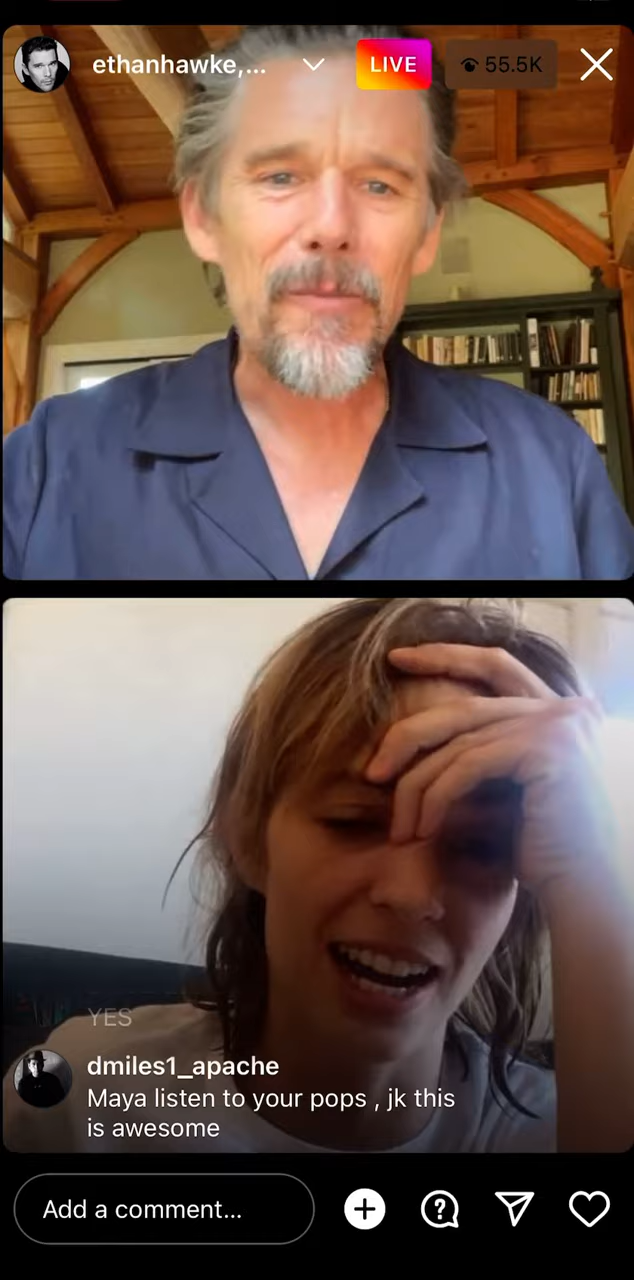 ethanhawke,...
LIVE
55.5K
YES
dmiles1_apache
Maya listen to your pops , jk this
is awesome
Add a comment...